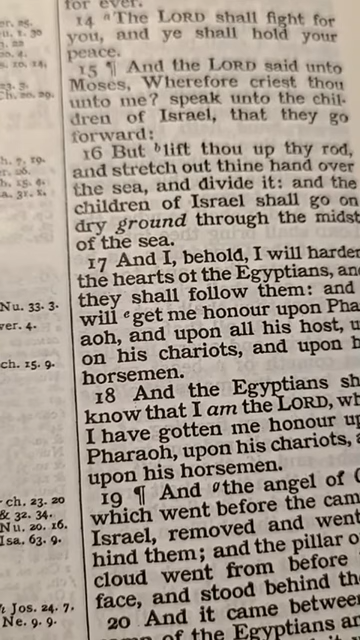 for ever.
14 ᵃThe LORD shall fight for
you, and ye shall hold your
peace.
15 ¶ And the LORD said unto
Moses, Wherefore criest thou
unto me? speak unto the chil-
dren of Israel, that they go
forward:
16 But ᵇlift thou up thy rod,
and stretch out thine hand over
the sea, and divide it: and the
children of Israel shall go on
dry ground through the midst
of the sea.
17 And I, behold, I will harden
the hearts of the Egyptians, and
they shall follow them: and
will ᵉget me honour upon Pha
aoh, and upon all his host, u
on his chariots, and upon h
horsemen.
18 And the Egyptians sh
know that I am the LORD, wh
I have gotten me honour up
Pharaoh, upon his chariots, a
upon his horsemen.
19 ¶ And ᵍthe angel of G
which went before the cam
Israel, removed and went
hind them; and the pillar o
cloud went from before
face, and stood behind the
20 And it came betwee
of the Egyptians an
Nu. 33. 3.
ver. 4.
ch. 15. 9.
ch. 23. 20
& 32. 34.
Nu. 20. 16.
Isa. 63. 9.
h Jos. 24. 7.
Ne. 9. 9.